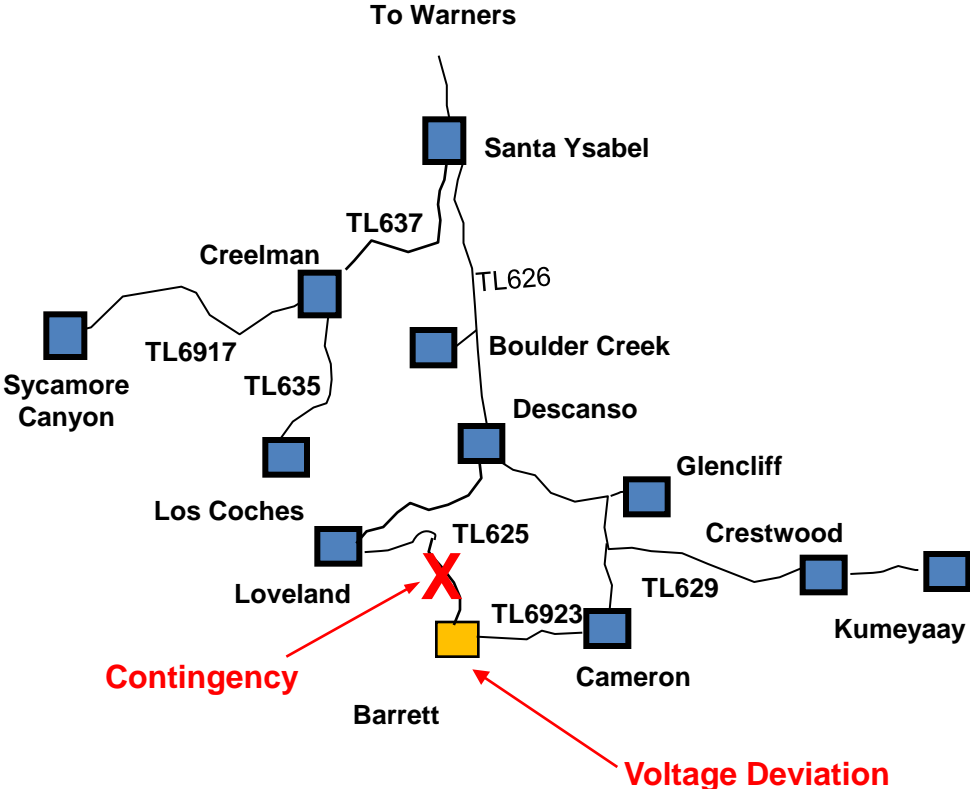 To Warners
Santa Ysabel
TL637
Creelman
TL626
TL6917
Boulder Creek
TL635
Sycamore
Canyon
Descanso
Glencliff
Los Coches
TL625
Crestwood
Loveland
TL629
TL6923
X
Kumeyaay
Contingency
Cameron
Barrett
Voltage Deviation